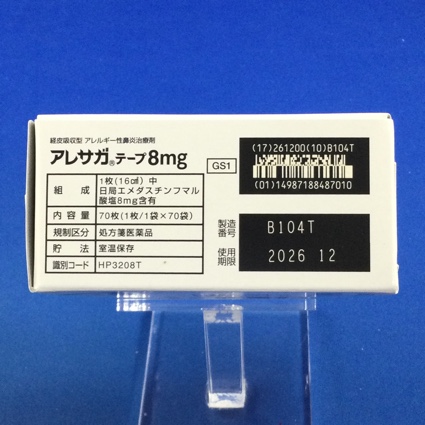 経皮吸収型 アレルギー性鼻炎治療剤
アレサガ®テープ8mg
GS1
(17)261200(10)B104T
(01)14987188487010
組成
1枚(16㎠)中
日局エメダスチンフマル
酸塩8mg含有
内容量
70枚(1枚/1袋×70袋)
規制区分
処方箋医薬品
貯法
室温保存
識別コード
HP3208T
製造
番号
B104T
使用
期限
2026 12